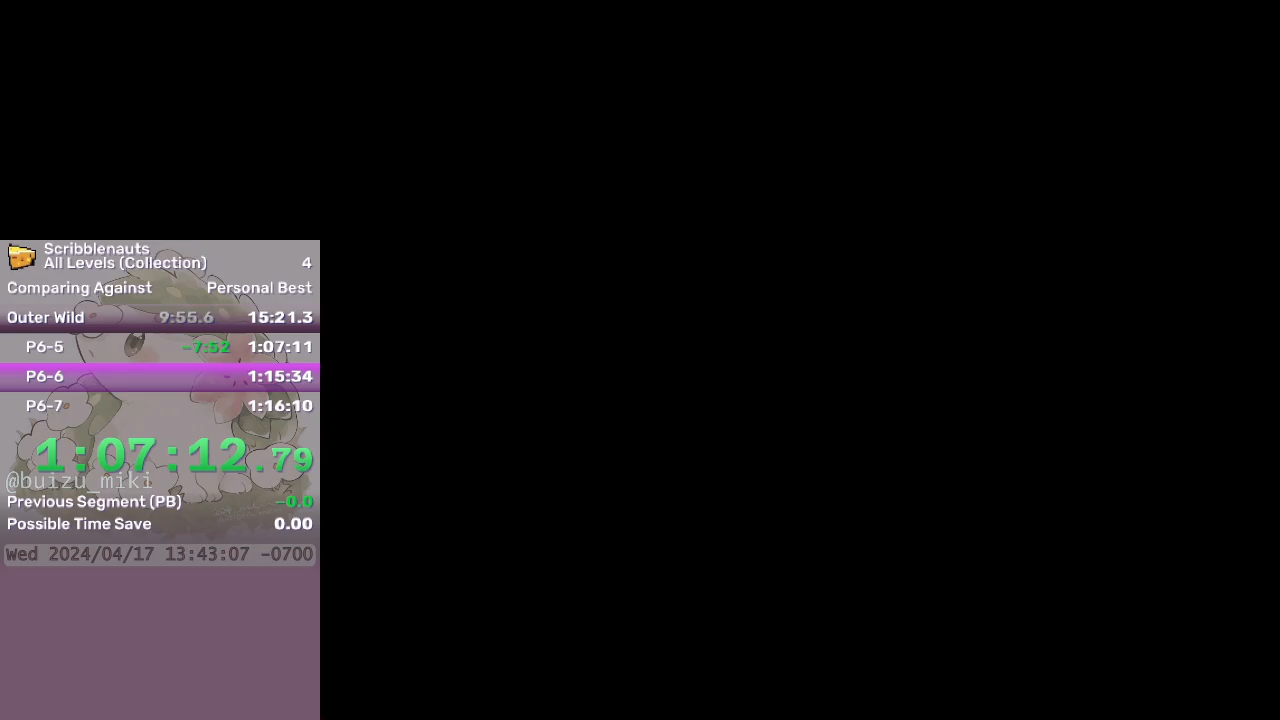 Scribblenauts
All Levels (Collection) 4
Comparing Against Personal Best
Outer Wild 9:55.6 15:21.3
P6-5 −7:52 1:07:11
P6-6 1:15:34
P6-7 1:16:10
1:07:12.79
@buizu_miki
Previous Segment (PB) −0.0
Possible Time Save 0.00
Wed 2024/04/17 13:43:07 -0700